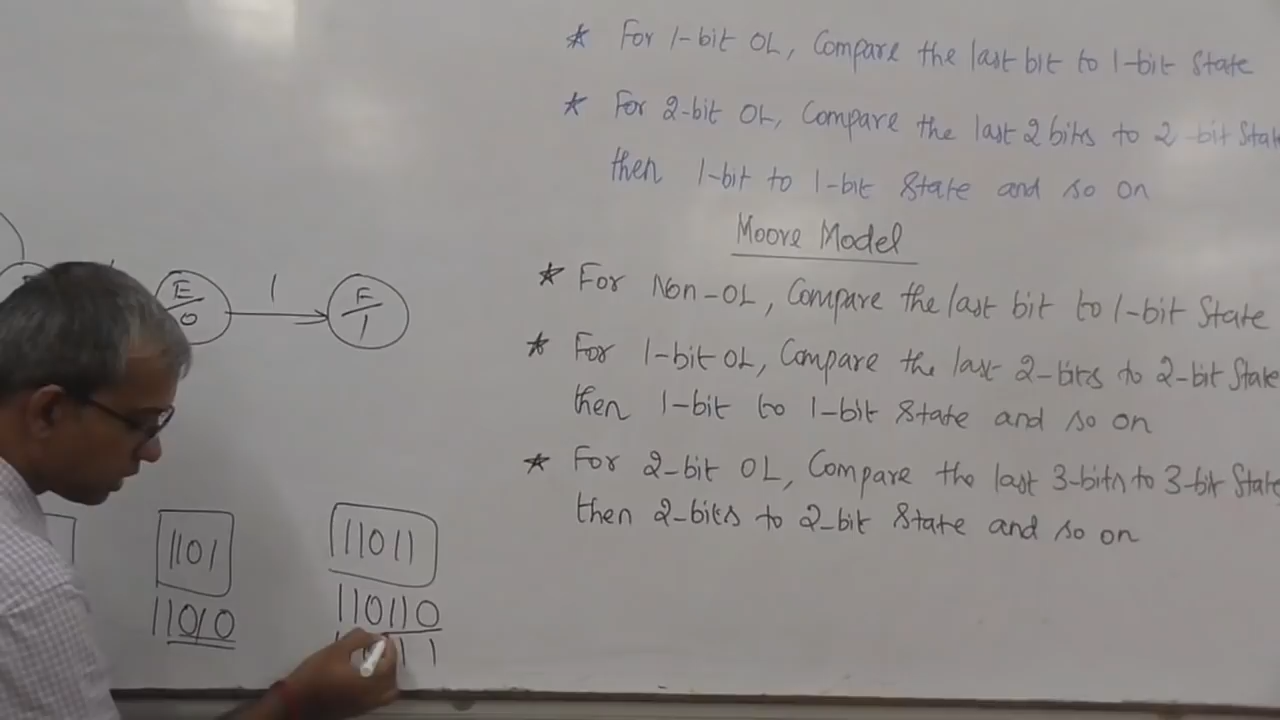 * For 1-bit OL, Compare the last bit to 1-bit State
* For 2-bit OL, Compare the last 2 bits to 2-bit State
then 1-bit to 1-bit State and so on
Moore Model
* For Non-OL, Compare the last bit to 1-bit State
* For 1-bit OL, Compare the last 2-bits to 2-bit State
then 1-bit to 1-bit State and so on
* For 2-bit OL, Compare the last 3-bits to 3-bit State
then 2-bits to 2-bit State and so on
E
0
1
F
1
1101
11010
11011
110110